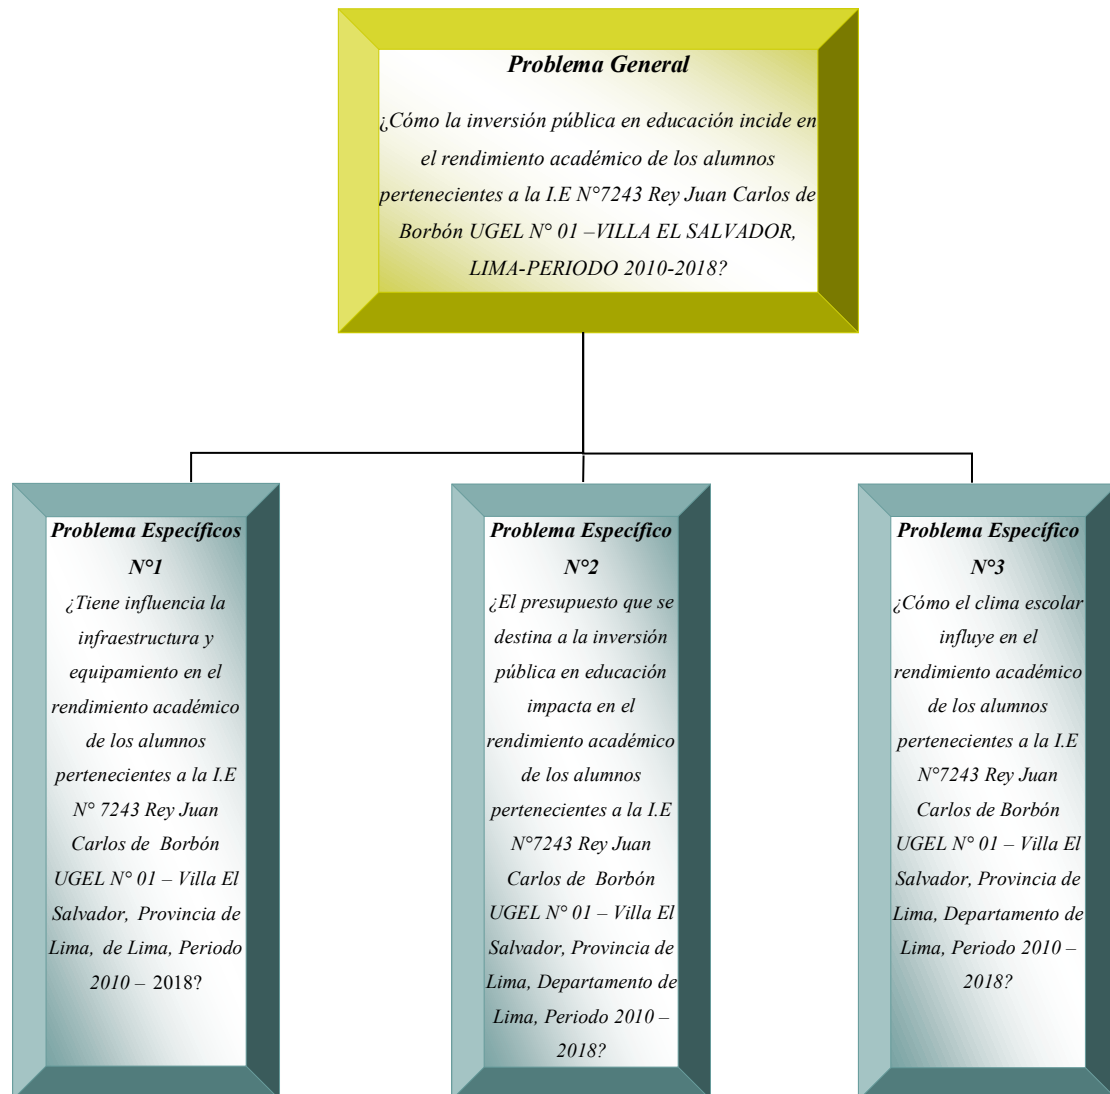 Problema General
¿Cómo la inversión pública en educación incide en
el rendimiento académico de los alumnos
pertenecientes a la I.E N°7243 Rey Juan Carlos de
Borbón UGEL N° 01 –VILLA EL SALVADOR,
LIMA-PERIODO 2010-2018?
Problema Específicos
N°1
¿Tiene influencia la
infraestructura y
equipamiento en el
rendimiento académico
de los alumnos
pertenecientes a la I.E
N° 7243 Rey Juan
Carlos de Borbón
UGEL N° 01 – Villa El
Salvador, Provincia de
Lima, de Lima, Periodo
2010 – 2018?
Problema Específico
N°2
¿El presupuesto que se
destina a la inversión
pública en educación
impacta en el
rendimiento académico
de los alumnos
pertenecientes a la I.E
N°7243 Rey Juan
Carlos de Borbón
UGEL N° 01 – Villa El
Salvador, Provincia de
Lima, Departamento de
Lima, Periodo 2010 –
2018?
Problema Específico
N°3
¿Cómo el clima escolar
influye en el
rendimiento académico
de los alumnos
pertenecientes a la I.E
N°7243 Rey Juan
Carlos de Borbón
UGEL N° 01 – Villa El
Salvador, Provincia de
Lima, Departamento de
Lima, Periodo 2010 –
2018?